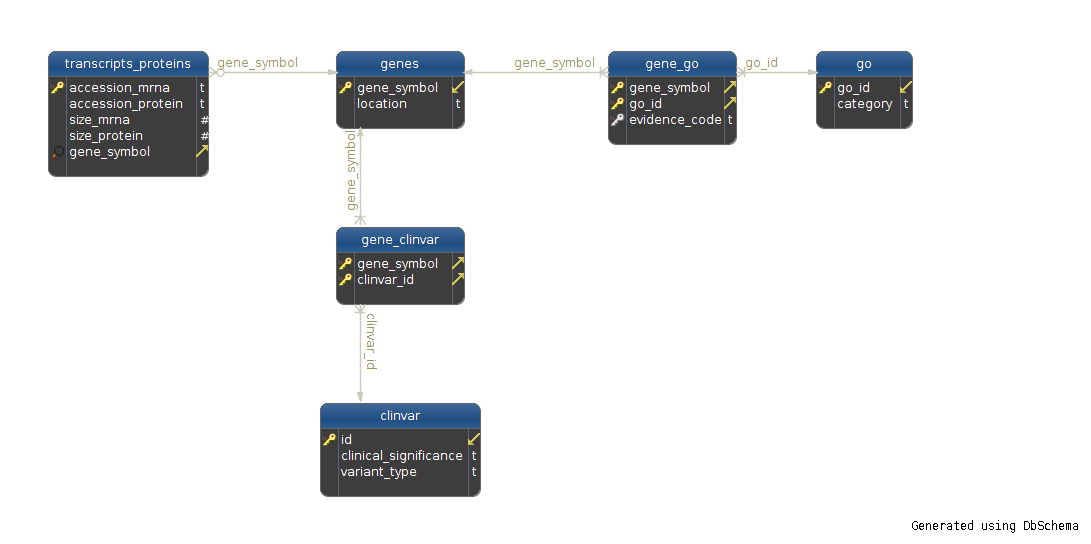 transcripts_proteins
accession_mrna t
accession_protein t
size_mrna #
size_protein #
gene_symbol
gene_symbol
genes
gene_symbol
location t
gene_symbol
gene_go
gene_symbol
go_id
evidence_code t
go_id
go
go_id
category t
gene_symbol
gene_clinvar
gene_symbol
clinvar_id
clinvar_id
clinvar
id
clinical_significance t
variant_type t
Generated using DbSchema